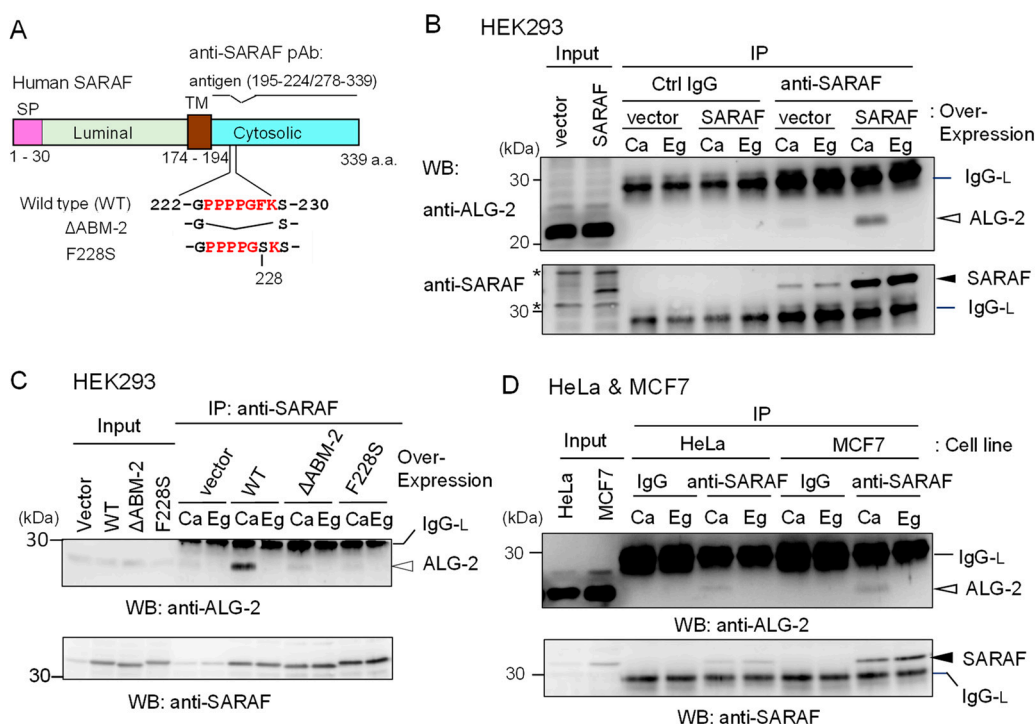 A
anti-SARAF pAb:
antigen (195-224/278-339)
Human SARAF
SP
TM
Luminal
Cytosolic
1 - 30
174 - 194
339 a.a.
Wild type (WT) 222-GPPPPGFKS-230
ΔABM-2 -G S-
F228S -GPPPPGSKS-
228
B HEK293
Input IP
Ctrl IgG anti-SARAF
vector SARAF vector SARAF vector SARAF : Over-Expression
(kDa) Ca Eg Ca Eg Ca Eg Ca Eg
WB:
30 IgG-L
anti-ALG-2
ALG-2
20
anti-SARAF * SARAF
* IgG-L
30
C HEK293
IP: anti-SARAF
Input
Vector WT ΔABM-2 F228S vector WT ΔABM-2 F228S Over-Expression
(kDa) Ca Eg Ca Eg Ca Eg Ca Eg
IgG-L
30
ALG-2
WB: anti-ALG-2
30
WB: anti-SARAF
D HeLa & MCF7
IP
Input HeLa MCF7 : Cell line
HeLa MCF7 IgG anti-SARAF IgG anti-SARAF
(kDa) Ca Eg Ca Eg Ca Eg Ca Eg
30 IgG-L
ALG-2
WB: anti-ALG-2
SARAF
30
IgG-L
WB: anti-SARAF